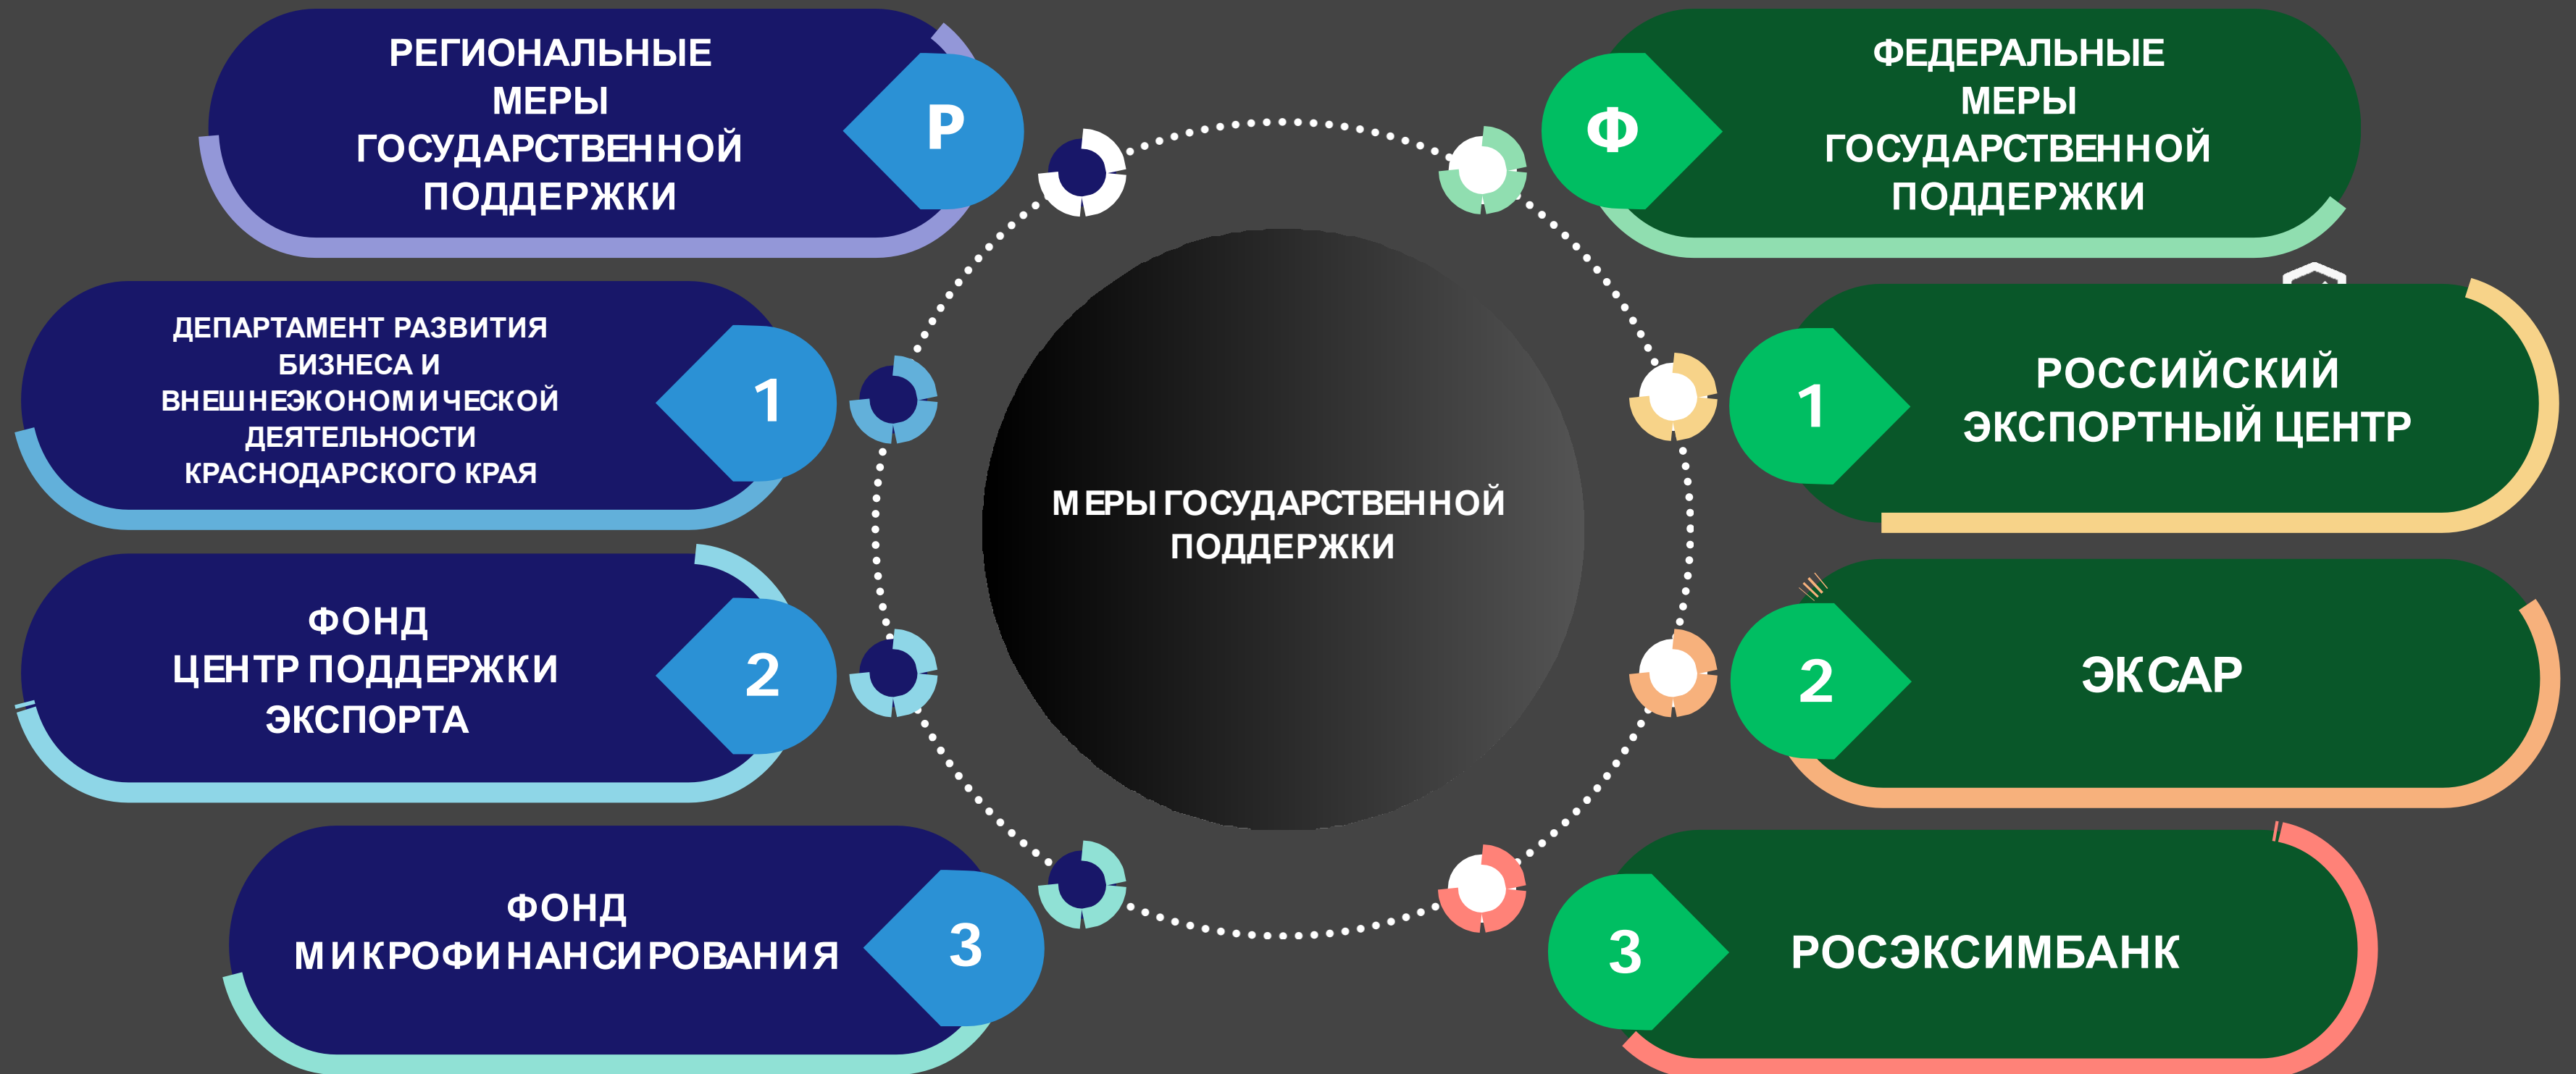 РЕГИОНАЛЬНЫЕ
МЕРЫ
ГОСУДАРСТВЕННОЙ
ПОДДЕРЖКИ
Р
ДЕПАРТАМЕНТ РАЗВИТИЯ
БИЗНЕСА И
ВНЕШНЕЭКОНОМИЧЕСКОЙ
ДЕЯТЕЛЬНОСТИ
КРАСНОДАРСКОГО КРАЯ
1
ФОНД
ЦЕНТР ПОДДЕРЖКИ
ЭКСПОРТА
2
ФОНД
МИКРОФИНАНСИРОВАНИЯ
3
МЕРЫ ГОСУДАРСТВЕННОЙ
ПОДДЕРЖКИ
Ф
ФЕДЕРАЛЬНЫЕ
МЕРЫ
ГОСУДАРСТВЕННОЙ
ПОДДЕРЖКИ
1
РОССИЙСКИЙ
ЭКСПОРТНЫЙ ЦЕНТР
2
ЭКСАР
3
РОСЭКСИМБАНК